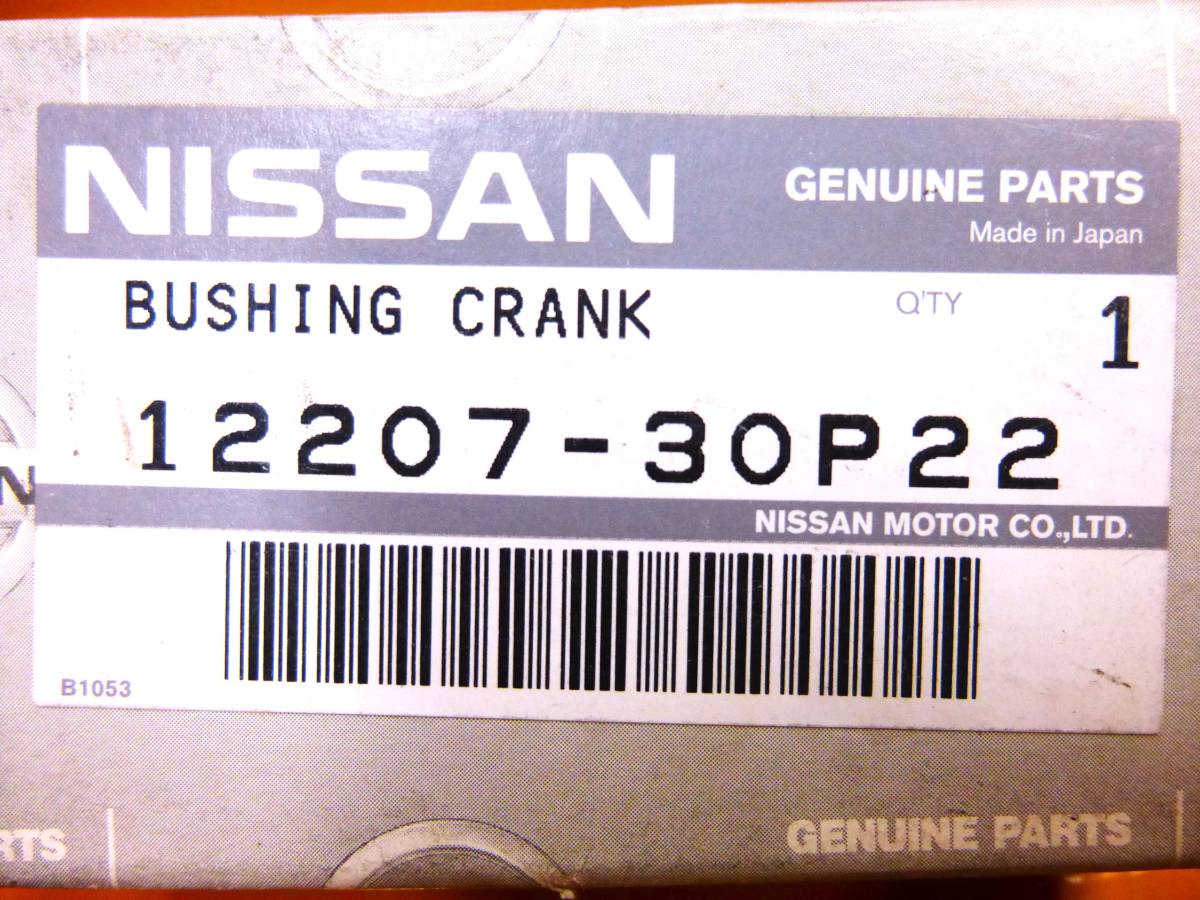 NISSAN
GENUINE PARTS
Made in Japan
BUSHING CRANK
Q'TY 1
12207-30P22
N
NISSAN MOTOR CO.,LTD.
B1053
RTS
GENUINE PARTS